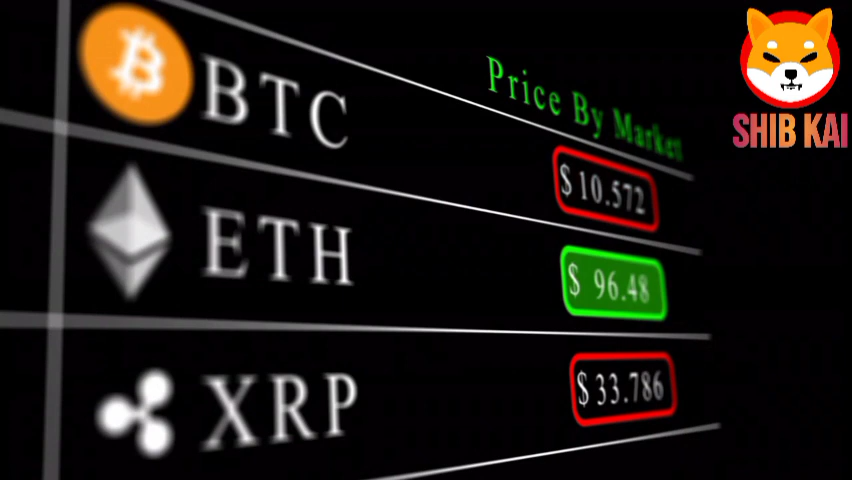 SHIB KAI
Price By Market
BTC
$ 10.572
ETH
$ 96.48
XRP
$ 33.786